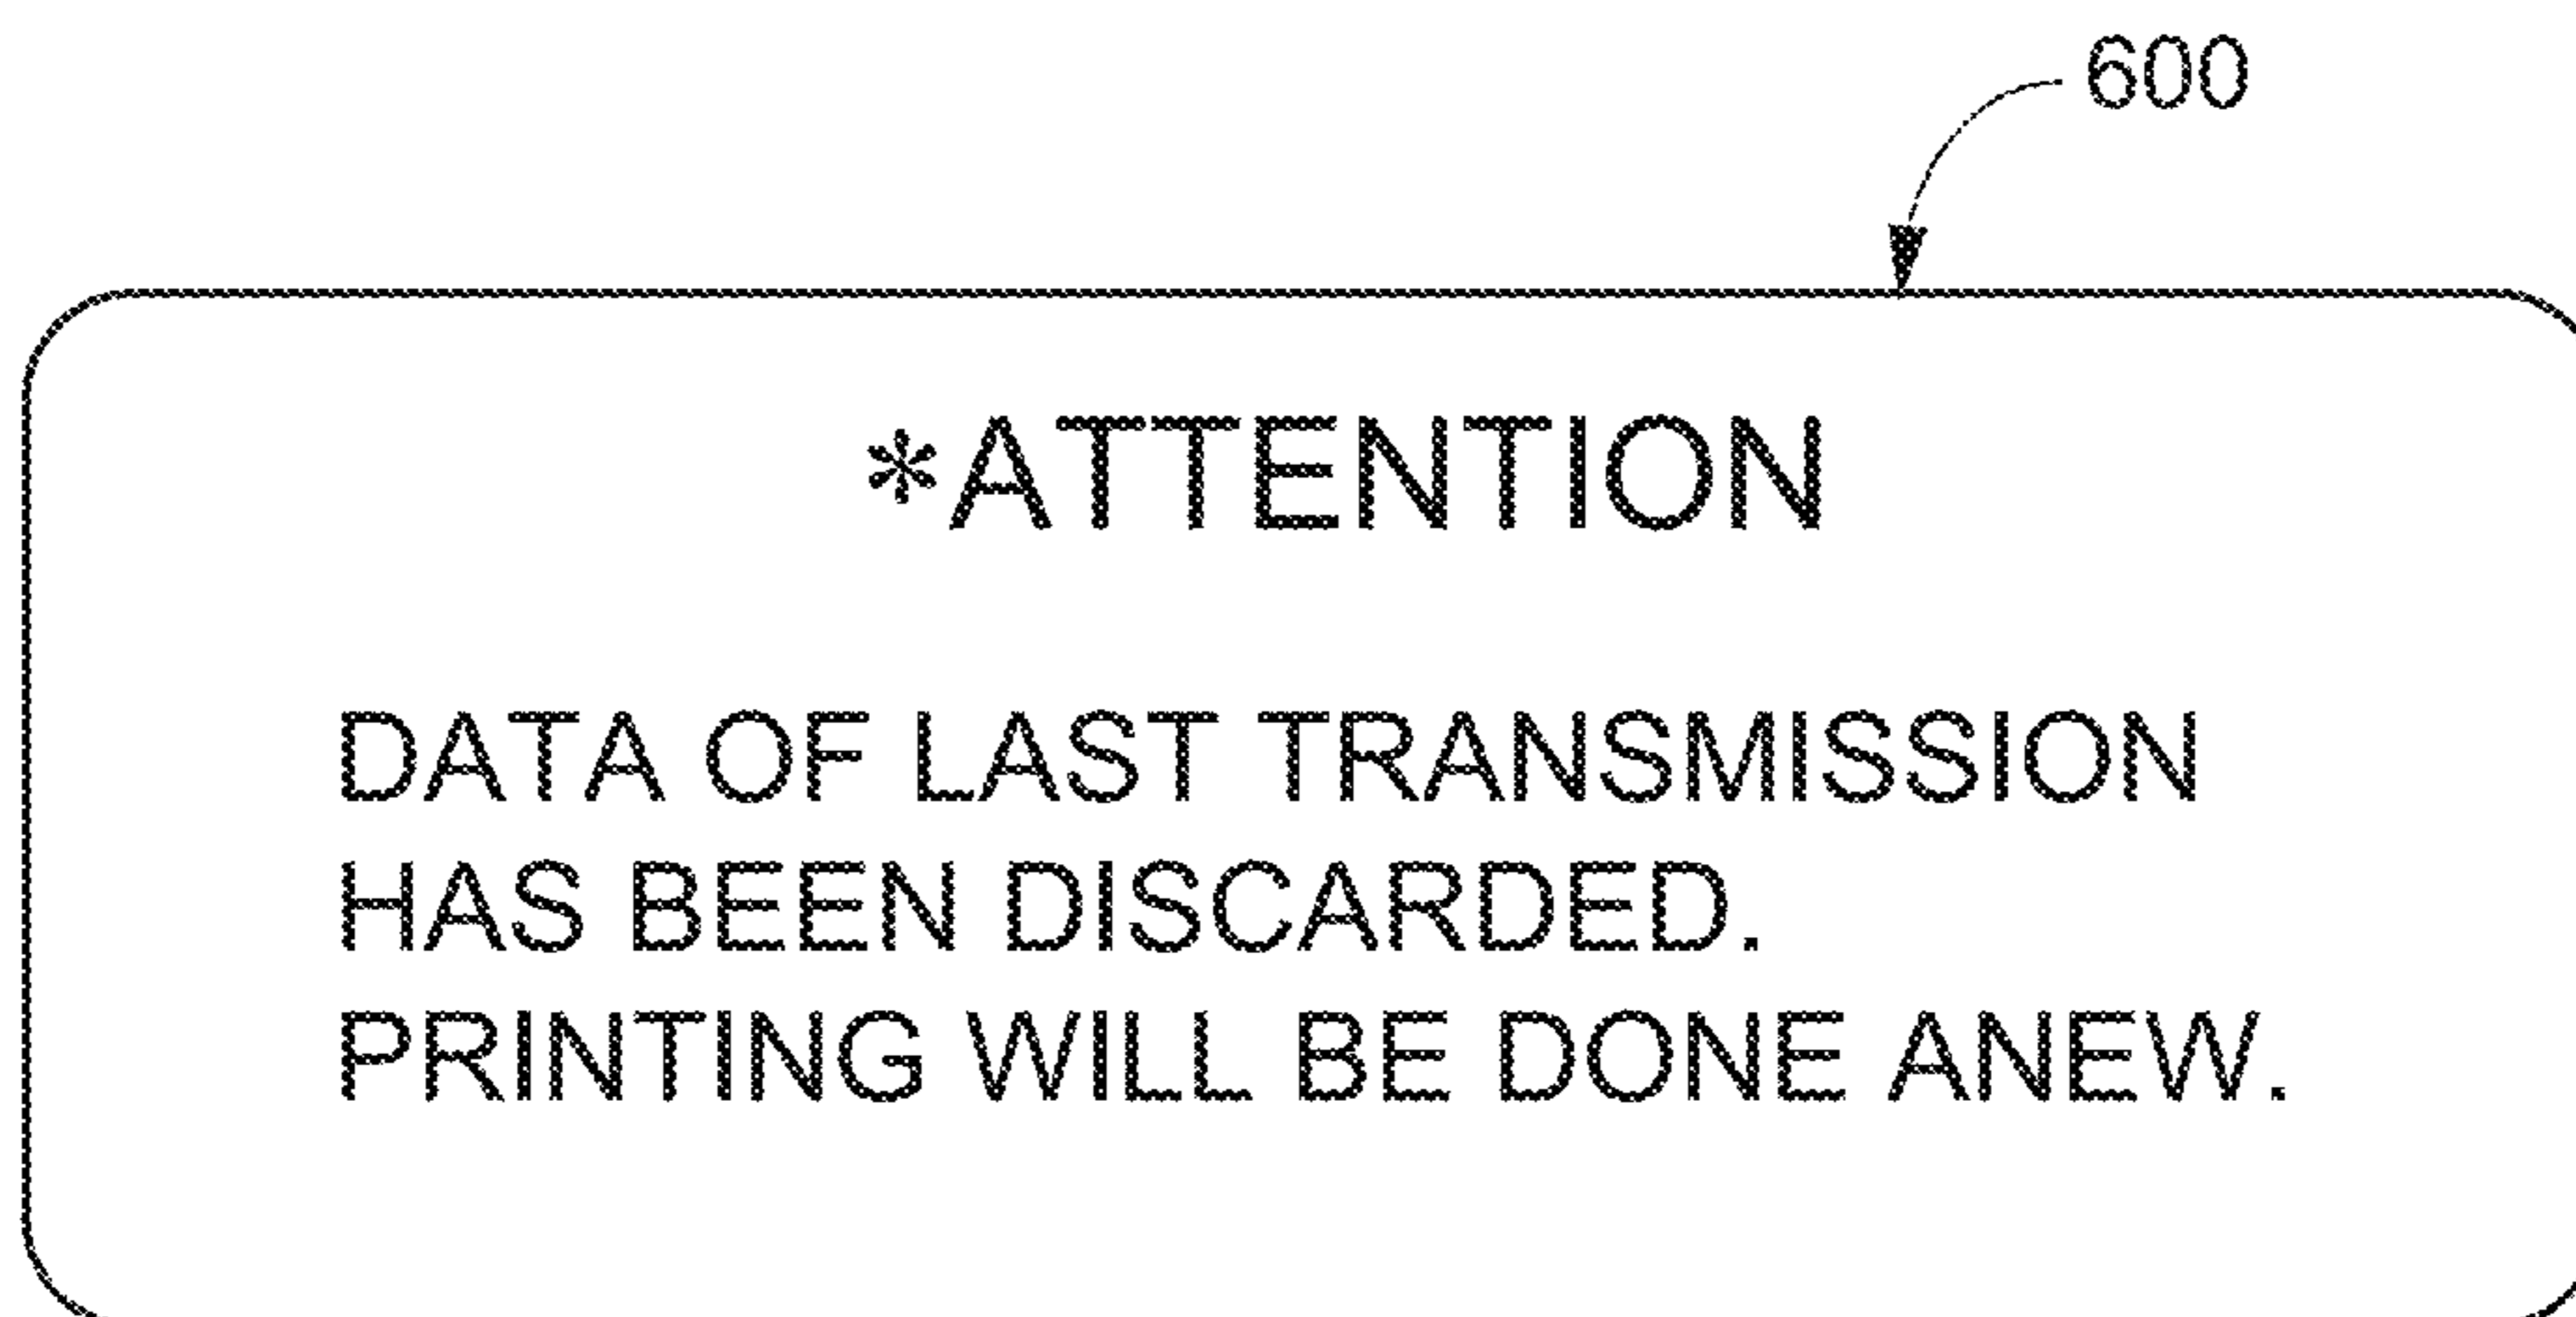 600
*ATTENTION
DATA OF LAST TRANSMISSION
HAS BEEN DISCARDED.
PRINTING WILL BE DONE ANEW.